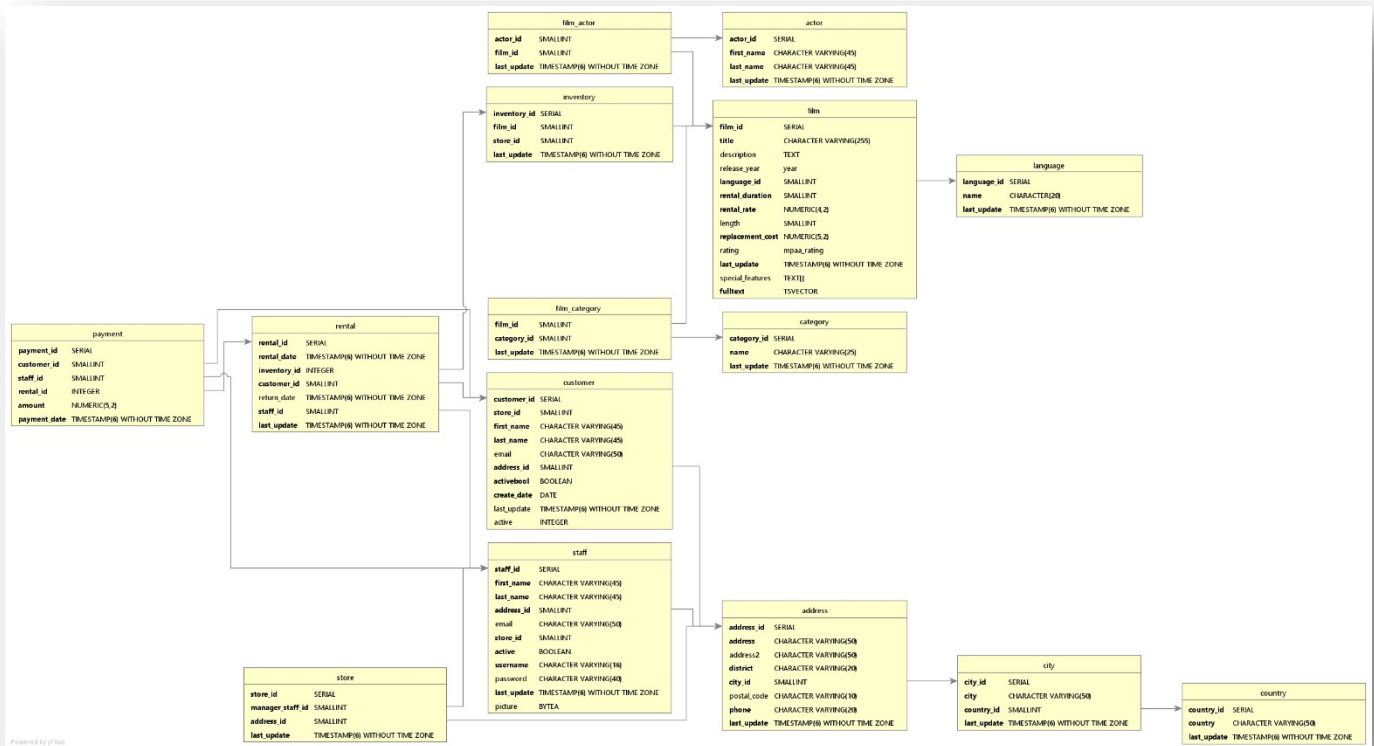 film_actor
actor_id SMALLINT
film_id SMALLINT
last_update TIMESTAMP(6) WITHOUT TIME ZONE
actor
actor_id SERIAL
first_name CHARACTER VARYING(45)
last_name CHARACTER VARYING(45)
last_update TIMESTAMP(6) WITHOUT TIME ZONE
inventory
inventory_id SERIAL
film_id SMALLINT
store_id SMALLINT
last_update TIMESTAMP(6) WITHOUT TIME ZONE
film
film_id SERIAL
title CHARACTER VARYING(255)
description TEXT
release_year year
language_id SMALLINT
rental_duration SMALLINT
rental_rate NUMERIC(4,2)
length SMALLINT
replacement_cost NUMERIC(5,2)
rating mpaa_rating
last_update TIMESTAMP(6) WITHOUT TIME ZONE
special_features TEXT[]
fulltext TSVECTOR
language
language_id SERIAL
name CHARACTER(20)
last_update TIMESTAMP(6) WITHOUT TIME ZONE
payment
payment_id SERIAL
customer_id SMALLINT
staff_id SMALLINT
rental_id INTEGER
amount NUMERIC(5,2)
payment_date TIMESTAMP(6) WITHOUT TIME ZONE
rental
rental_id SERIAL
rental_date TIMESTAMP(6) WITHOUT TIME ZONE
inventory_id INTEGER
customer_id SMALLINT
return_date TIMESTAMP(6) WITHOUT TIME ZONE
staff_id SMALLINT
last_update TIMESTAMP(6) WITHOUT TIME ZONE
film_category
film_id SMALLINT
category_id SMALLINT
last_update TIMESTAMP(6) WITHOUT TIME ZONE
category
category_id SERIAL
name CHARACTER VARYING(25)
last_update TIMESTAMP(6) WITHOUT TIME ZONE
customer
customer_id SERIAL
store_id SMALLINT
first_name CHARACTER VARYING(45)
last_name CHARACTER VARYING(45)
email CHARACTER VARYING(50)
address_id SMALLINT
activebool BOOLEAN
create_date DATE
last_update TIMESTAMP(6) WITHOUT TIME ZONE
active INTEGER
staff
staff_id SERIAL
first_name CHARACTER VARYING(45)
last_name CHARACTER VARYING(45)
address_id SMALLINT
email CHARACTER VARYING(50)
store_id SMALLINT
active BOOLEAN
username CHARACTER VARYING(16)
password CHARACTER VARYING(40)
last_update TIMESTAMP(6) WITHOUT TIME ZONE
picture BYTEA
store
store_id SERIAL
manager_staff_id SMALLINT
address_id SMALLINT
last_update TIMESTAMP(6) WITHOUT TIME ZONE
address
address_id SERIAL
address CHARACTER VARYING(50)
address2 CHARACTER VARYING(50)
district CHARACTER VARYING(20)
city_id SMALLINT
postal_code CHARACTER VARYING(10)
phone CHARACTER VARYING(20)
last_update TIMESTAMP(6) WITHOUT TIME ZONE
city
city_id SERIAL
city CHARACTER VARYING(50)
country_id SMALLINT
last_update TIMESTAMP(6) WITHOUT TIME ZONE
country
country_id SERIAL
country CHARACTER VARYING(50)
last_update TIMESTAMP(6) WITHOUT TIME ZONE
Powered by yFiles